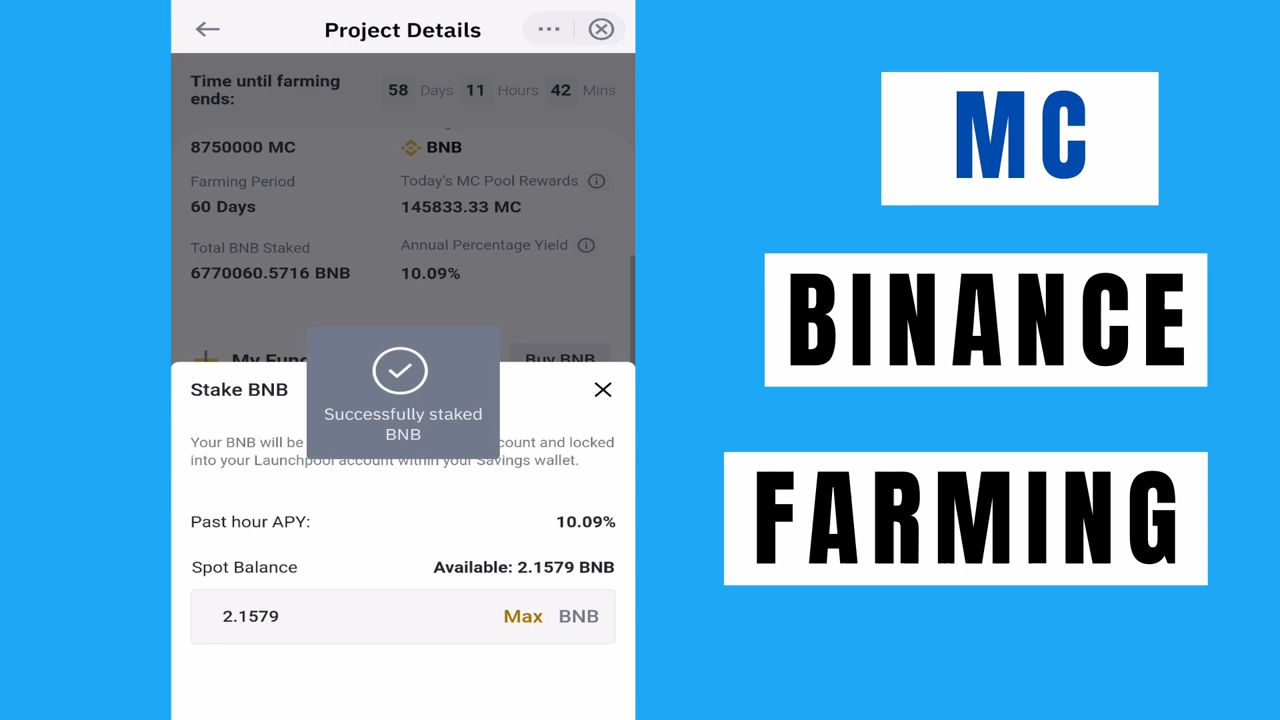 Project Details
Time until farming
ends:
58 Days 11 Hours 42 Mins
8750000 MC
BNB
Farming Period
Today's MC Pool Rewards
60 Days
145833.33 MC
Total BNB Staked
Annual Percentage Yield
6770060.5716 BNB
10.09%
Buy BNB
Stake BNB
Successfully staked
BNB
Your BNB will be
count and locked
into your Launchpool account within your Savings wallet.
Past hour APY:
10.09%
Spot Balance
Available: 2.1579 BNB
2.1579
Max BNB
MC
BINANCE
FARMING